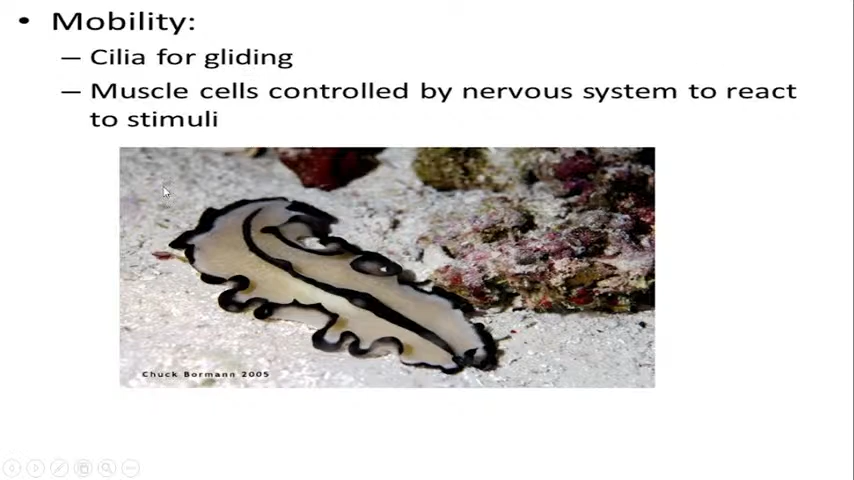 • Mobility:
– Cilia for gliding
– Muscle cells controlled by nervous system to react
to stimuli
Chuck Bormann 2005